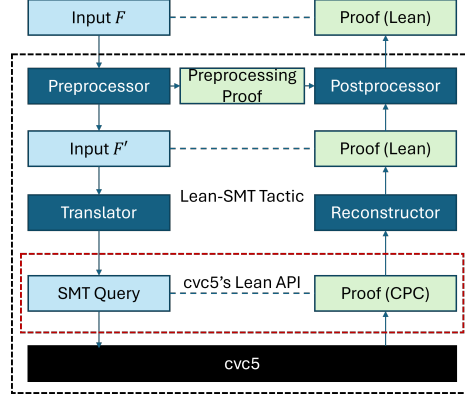 Input F
Proof (Lean)
Preprocessor
Preprocessing
Proof
Postprocessor
Input F′
Proof (Lean)
Lean-SMT Tactic
Translator
Reconstructor
cvc5's Lean API
SMT Query
Proof (CPC)
cvc5